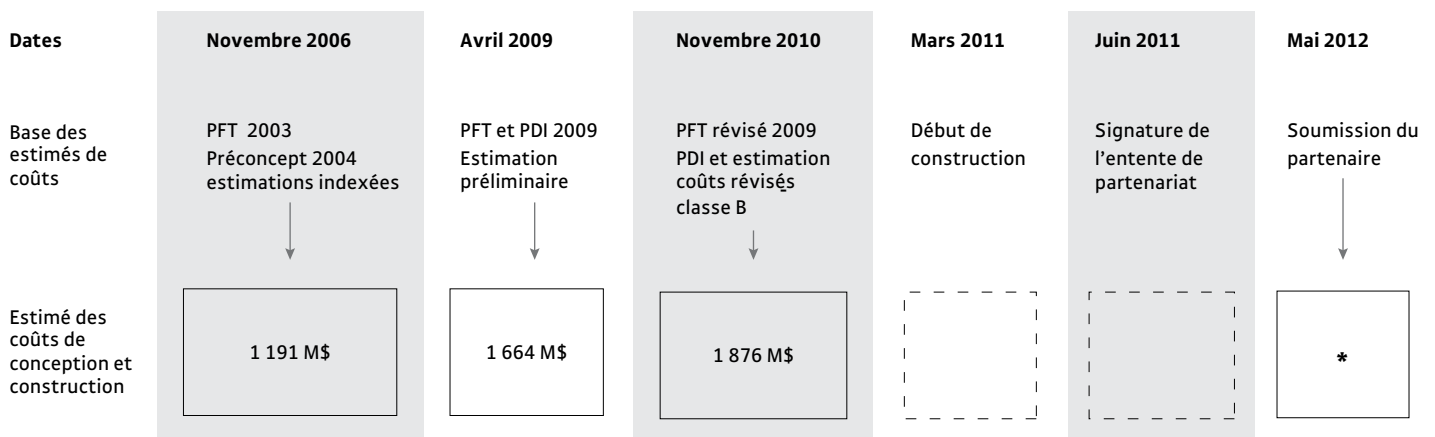 Dates
Novembre 2006
Avril 2009
Novembre 2010
Mars 2011
Juin 2011
Mai 2012
Base des
estimés de
coûts
PFT 2003
Préconcept 2004
estimations indexées
PFT et PDI 2009
Estimation
préliminaire
PFT révisé 2009
PDI et estimation
coûts révisés
classe B
Début de
construction
Signature de
l'entente de
partenariat
Soumission du
partenaire
Estimé des
coûts de
conception et
construction
1 191 M$
1 664 M$
1 876 M$
*